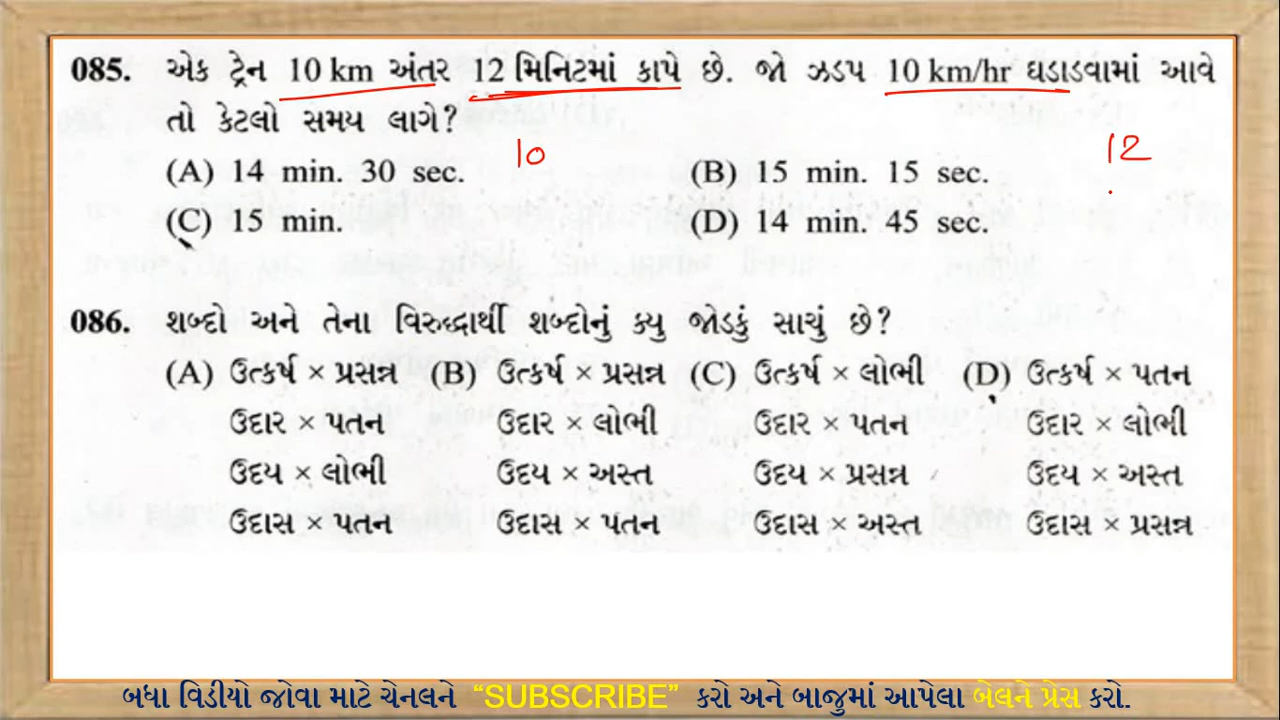 085. એક ટ્રેન 10 km અંતર 12 મિનિટમાં કાપે છે. જો ઝડપ 10 km/hr ઘડાડવામાં આવે
તો કેટલો સમય લાગે?
10
12
(A) 14 min. 30 sec. (B) 15 min. 15 sec.
(C) 15 min. (D) 14 min. 45 sec.
086. શબ્દો અને તેના વિરુદ્ધાર્થી શબ્દોનું ક્યુ જોડકું સાચું છે?
(A) ઉત્કર્ષ × પ્રસન્ન (B) ઉત્કર્ષ × પ્રસન્ન (C) ઉત્કર્ષ × લોભી (D) ઉત્કર્ષ × પતન
ઉદાર × પતન ઉદાર × લોભી ઉદાર × પતન ઉદાર × લોભી
ઉદય × લોભી ઉદય × અસ્ત ઉદય × પ્રસન્ન ઉદય × અસ્ત
ઉદાસ × પતન ઉદાસ × પતન ઉદાસ × અસ્ત ઉદાસ × પ્રસન્ન
બધા વિડીયો જોવા માટે ચેનલને “SUBSCRIBE” કરો અને બાજુમાં આપેલા બેલને પ્રેસ કરો.